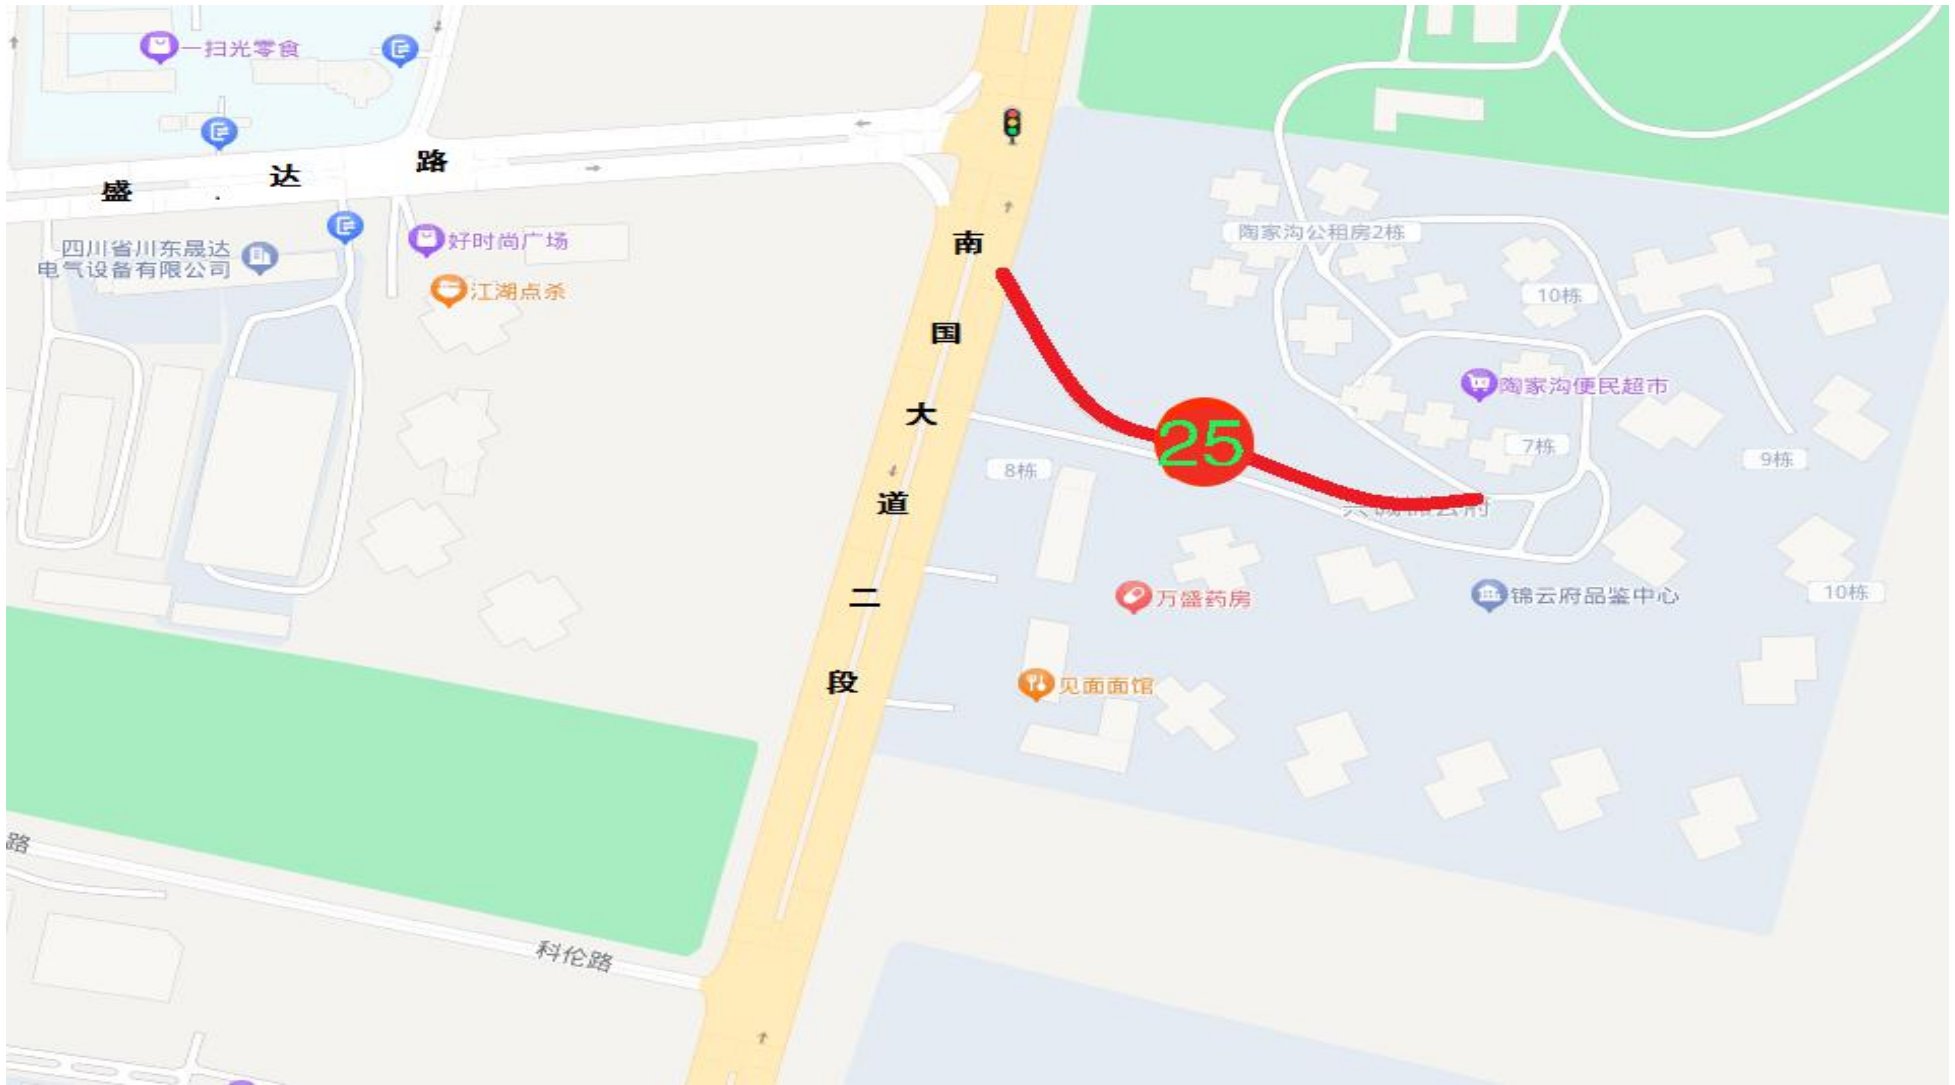 一扫光零食
盛达路
四川省川东晟达
电气设备有限公司
好时尚广场
江湖点杀
南国大道二段
陶家沟公租房2栋
10栋
陶家沟便民超市
25
7栋
9栋
8栋
万盛药房
锦云府品鉴中心
10栋
见面面馆
路
科伦路